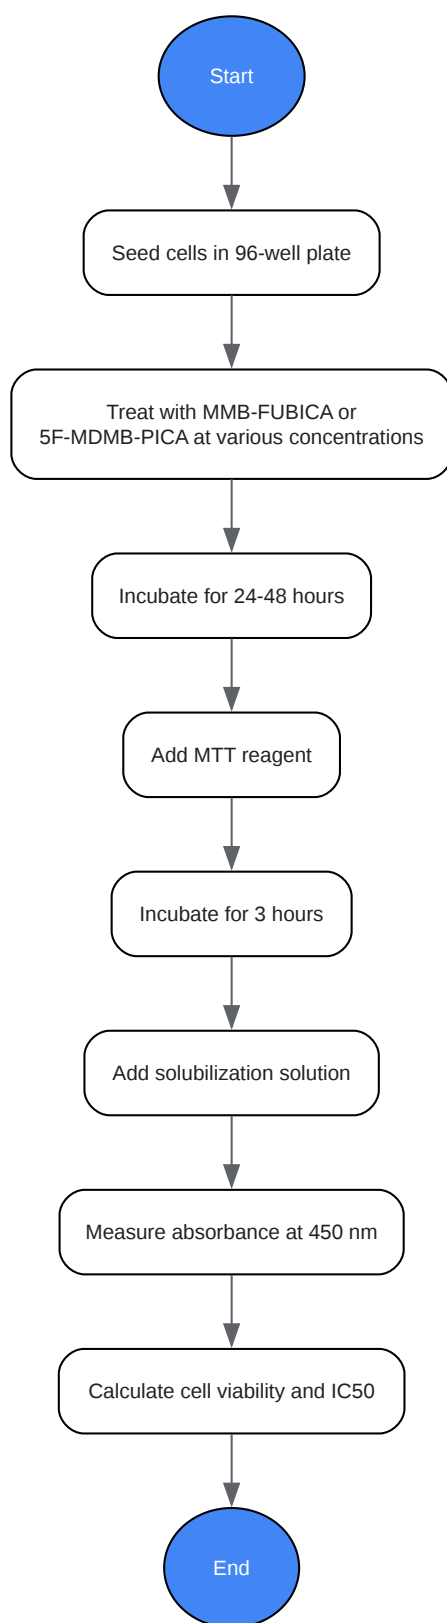 Start
Seed cells in 96-well plate
Treat with MMB-FUBICA or
5F-MDMB-PICA at various concentrations
Incubate for 24-48 hours
Add MTT reagent
Incubate for 3 hours
Add solubilization solution
Measure absorbance at 450 nm
Calculate cell viability and IC50
End